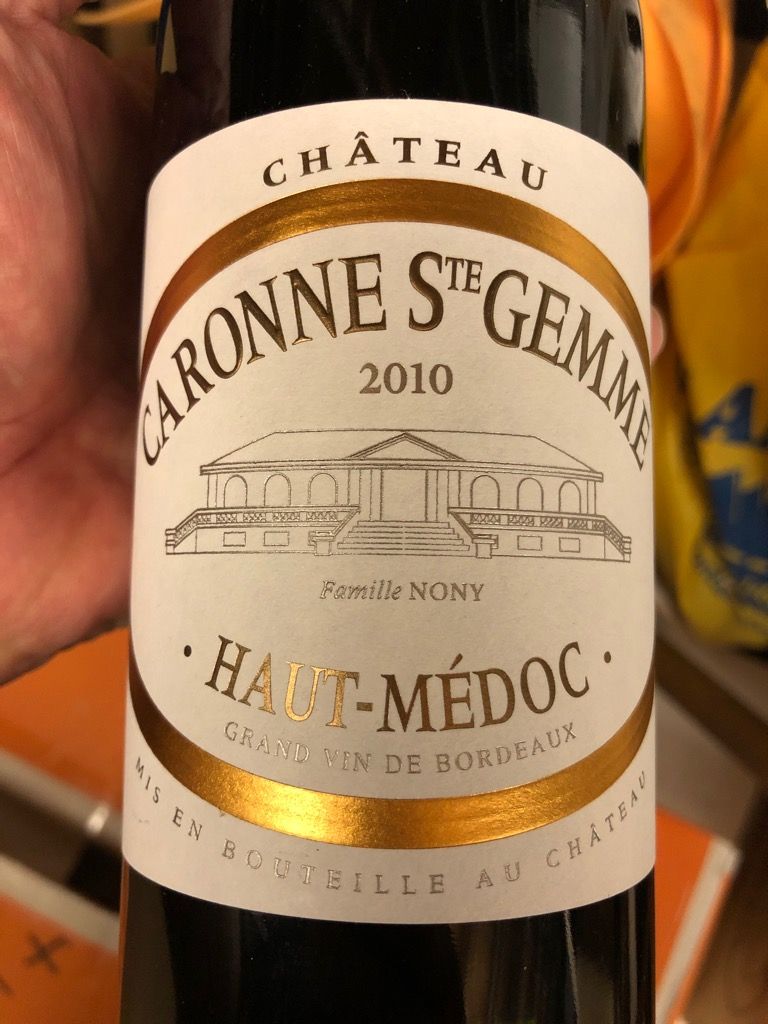 CHÂTEAU
CARONNE STE GEMME
2010
Famille NONY
· HAUT-MÉDOC ·
GRAND VIN DE BORDEAUX
MIS EN BOUTEILLE AU CHÂTEAU